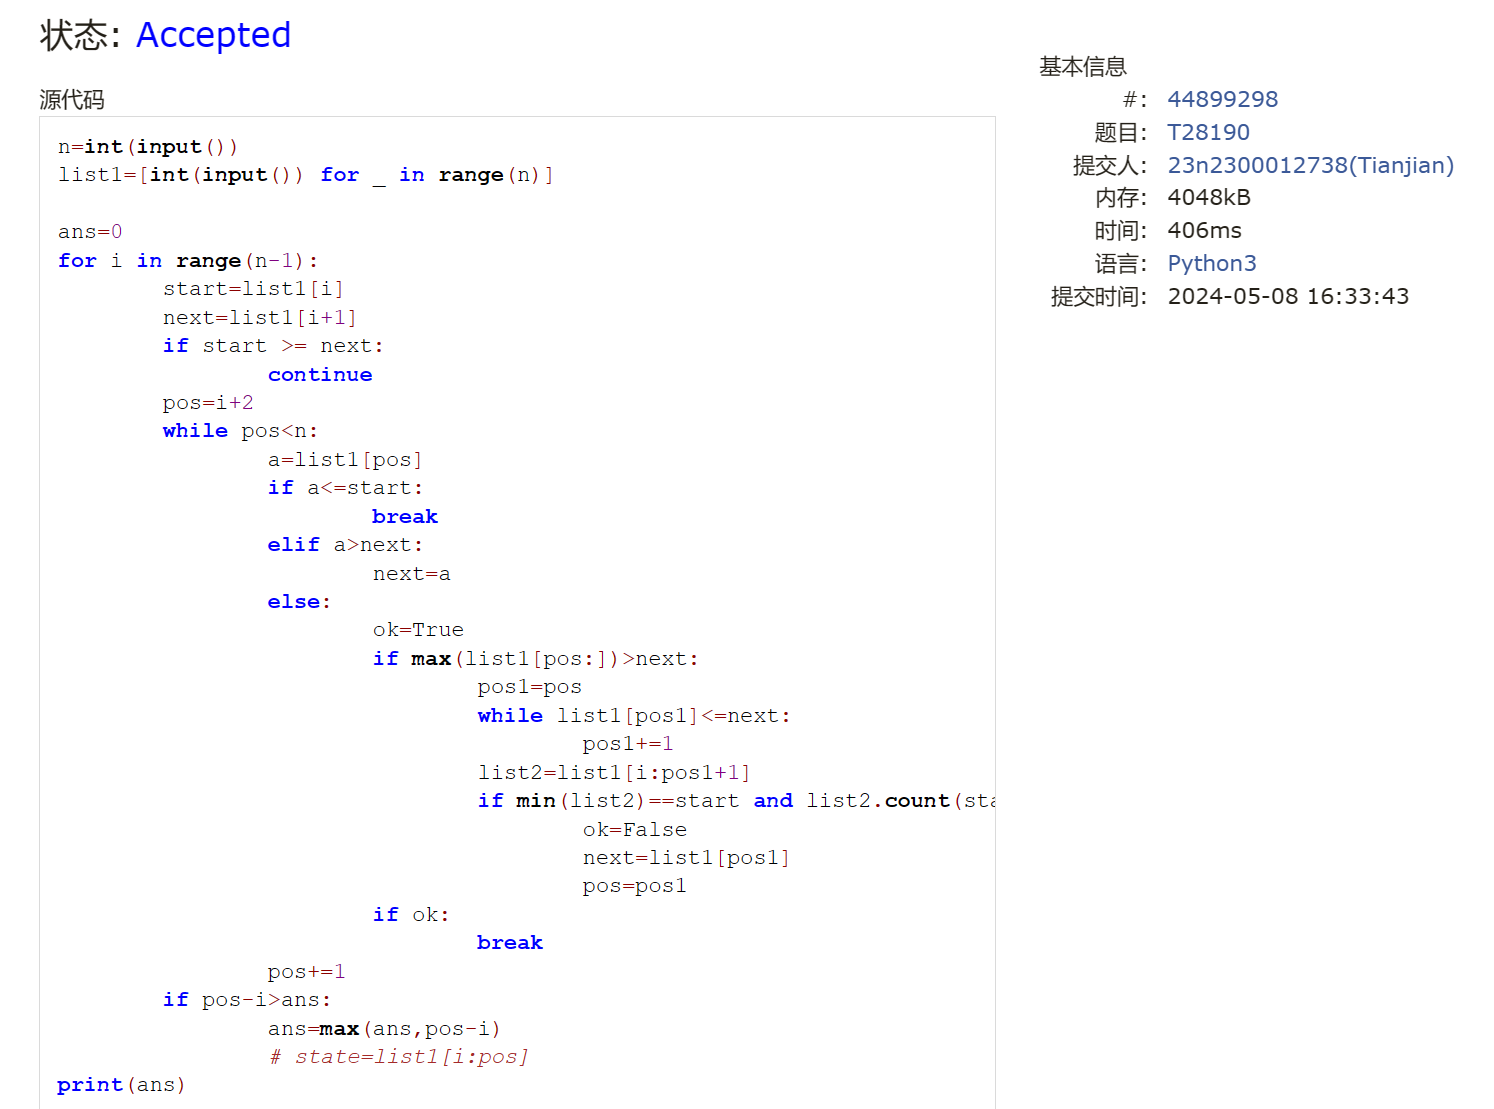 状态: Accepted
源代码
n=int(input())
list1=[int(input()) for _ in range(n)]
ans=0
for i in range(n-1):
start=list1[i]
next=list1[i+1]
if start >= next:
continue
pos=i+2
while pos<n:
a=list1[pos]
if a<=start:
break
elif a>next:
next=a
else:
ok=True
if max(list1[pos:])>next:
pos1=pos
while list1[pos1]<=next:
pos1+=1
list2=list1[i:pos1+1]
if min(list2)==start and list2.count(sta
ok=False
next=list1[pos1]
pos=pos1
if ok:
break
pos+=1
if pos-i>ans:
ans=max(ans,pos-i)
# state=list1[i:pos]
print(ans)
基本信息
#: 44899298
题目: T28190
提交人: 23n2300012738(Tianjian)
内存: 4048kB
时间: 406ms
语言: Python3
提交时间: 2024-05-08 16:33:43